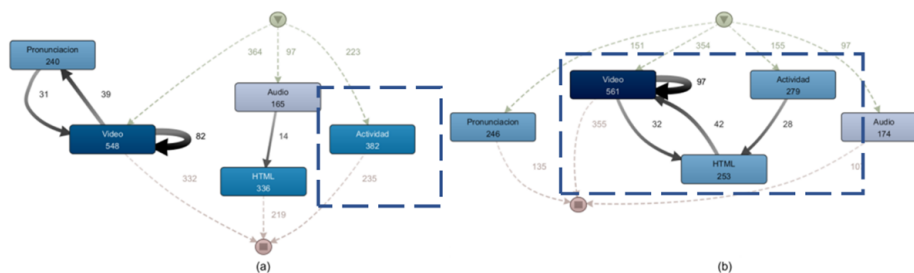 364
97
223
Pronunciacion
240
31
39
Audio
165
Video
548
82
14
Actividad
382
HTML
336
332
235
219
(a)
151
354
155
97
Video
561
97
Actividad
279
Pronunciacion
246
355
32
42
28
Audio
174
HTML
253
135
10
(b)